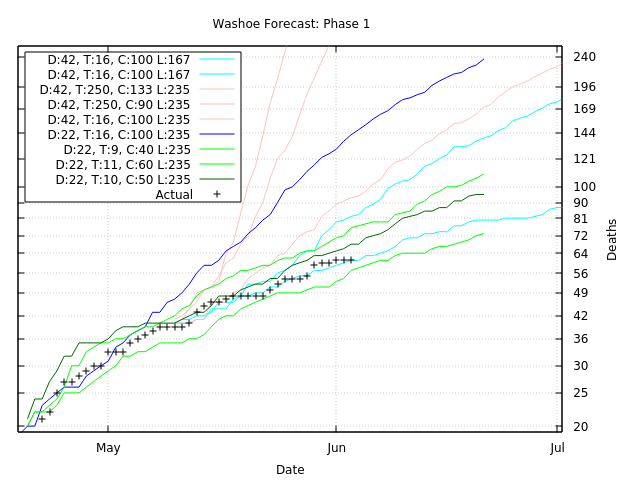 Washoe Forecast: Phase 1
D:42, T:16, C:100 L:167
D:42, T:16, C:100 L:167
D:42, T:250, C:133 L:235
D:42, T:250, C:90 L:235
D:42, T:16, C:100 L:235
D:22, T:16, C:100 L:235
D:22, T:9, C:40 L:235
D:22, T:11, C:60 L:235
D:22, T:10, C:50 L:235
Actual
240
196
169
144
121
100
90
81
72
64
56
49
42
36
30
25
20
Deaths
May
Jun
Jul
Date